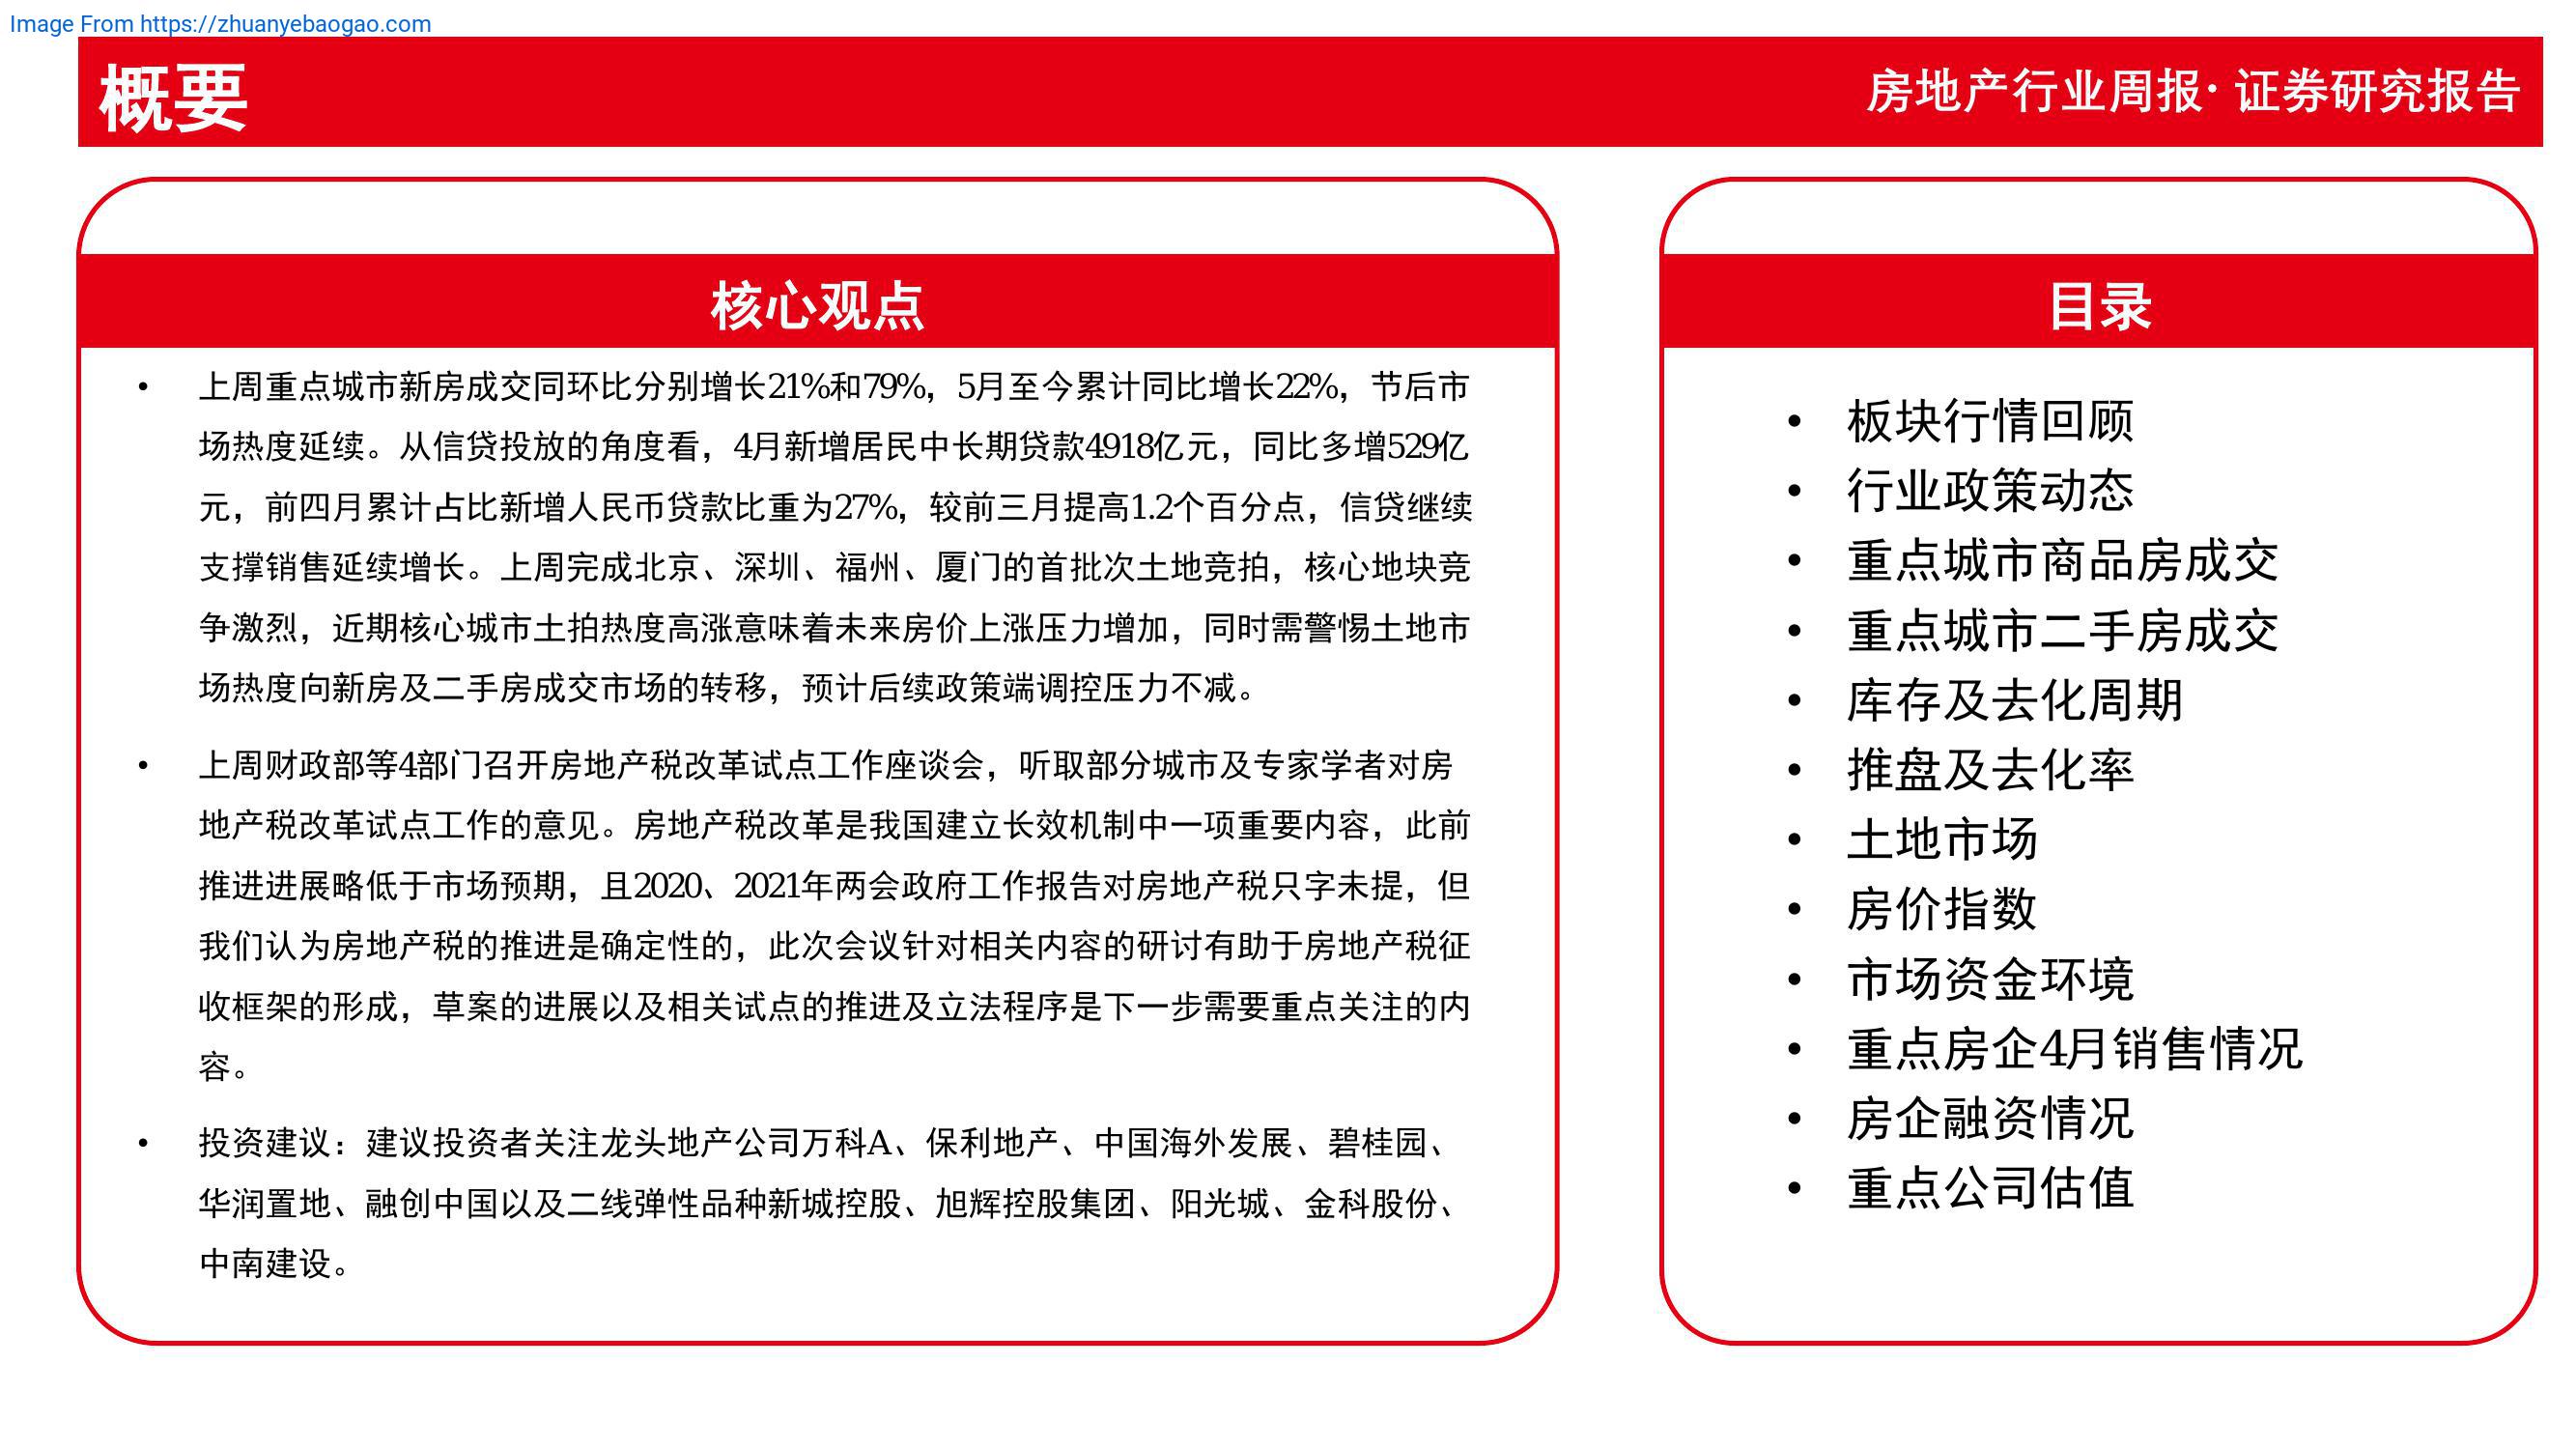 Image From https://zhuanyebaogao.com
概要
房地产行业周报· 证券研究报告
核心观点
• 上周重点城市新房成交同环比分别增长21%和79%，5月至今累计同比增长22%，节后市
场热度延续。从信贷投放的角度看，4月新增居民中长期贷款4918亿元，同比多增529亿
元，前四月累计占比新增人民币贷款比重为27%，较前三月提高1.2个百分点，信贷继续
支撑销售延续增长。上周完成北京、深圳、福州、厦门的首批次土地竞拍，核心地块竞
争激烈，近期核心城市土拍热度高涨意味着未来房价上涨压力增加，同时需警惕土地市
场热度向新房及二手房成交市场的转移，预计后续政策端调控压力不减。
• 上周财政部等4部门召开房地产税改革试点工作座谈会，听取部分城市及专家学者对房
地产税改革试点工作的意见。房地产税改革是我国建立长效机制中一项重要内容，此前
推进进展略低于市场预期，且2020、2021年两会政府工作报告对房地产税只字未提，但
我们认为房地产税的推进是确定性的，此次会议针对相关内容的研讨有助于房地产税征
收框架的形成，草案的进展以及相关试点的推进及立法程序是下一步需要重点关注的内
容。
• 投资建议：建议投资者关注龙头地产公司万科A、保利地产、中国海外发展、碧桂园、
华润置地、融创中国以及二线弹性品种新城控股、旭辉控股集团、阳光城、金科股份、
中南建设。
目录
• 板块行情回顾
• 行业政策动态
• 重点城市商品房成交
• 重点城市二手房成交
• 库存及去化周期
• 推盘及去化率
• 土地市场
• 房价指数
• 市场资金环境
• 重点房企4月销售情况
• 房企融资情况
• 重点公司估值